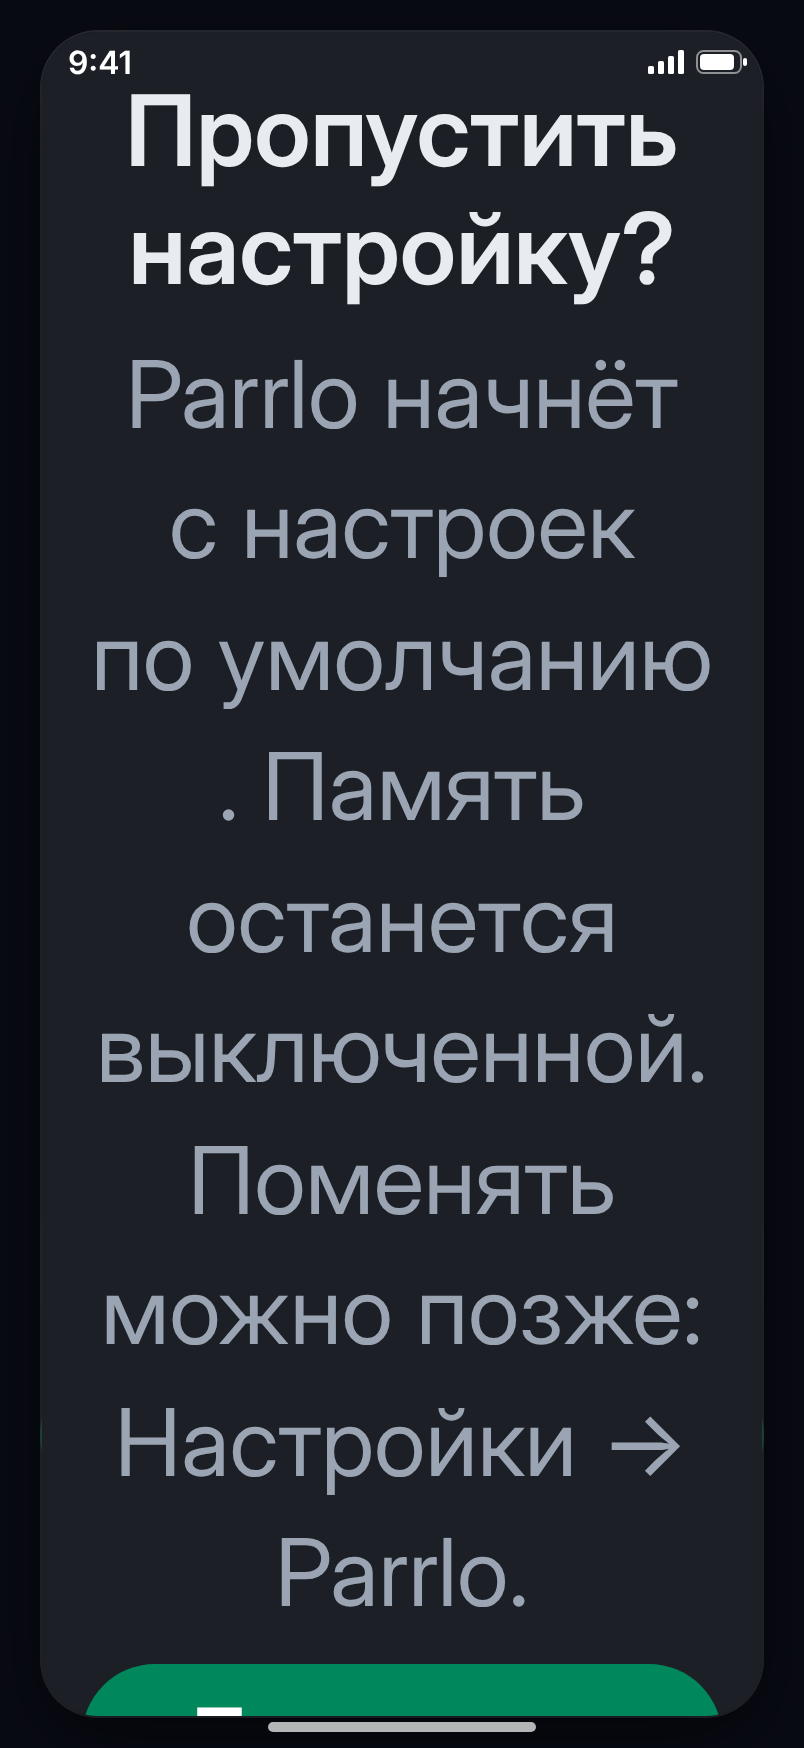 9:41
Пропустить
настройку?
Parrlo начнёт
с настроек
по умолчанию
. Память
останется
выключенной.
Поменять
можно позже:
Настройки →
Parrlo.